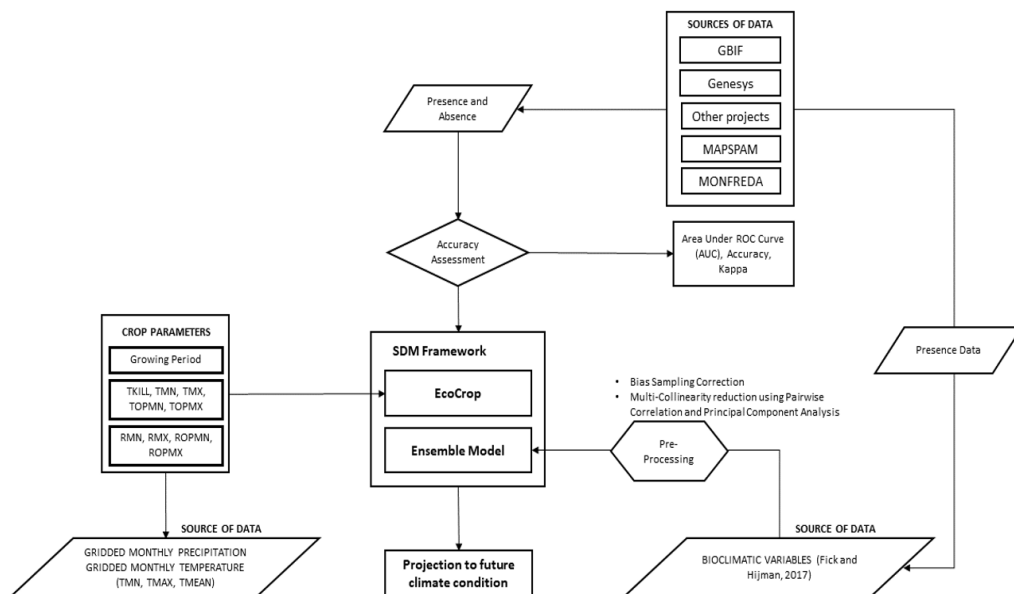 SOURCES OF DATA
GBIF
Genesys
Other projects
MAPSPAM
MONFREDA
Presence and
Absence
Accuracy
Assessment
Area Under ROC Curve
(AUC), Accuracy,
Kappa
CROP PARAMETERS
Growing Period
TKILL, TMN, TMX,
TOPMN, TOPMX
RMN, RMX, ROPMN,
ROPMX
SDM Framework
EcoCrop
Ensemble Model
Presence Data
• Bias Sampling Correction
• Multi-Collinearity reduction using Pairwise
Correlation and Principal Component Analysis
Pre-
Processing
SOURCE OF DATA
GRIDDED MONTHLY PRECIPITATION
GRIDDED MONTHLY TEMPERATURE
(TMN, TMAX, TMEAN)
Projection to future
climate condition
SOURCE OF DATA
BIOCLIMATIC VARIABLES (Fick and
Hijman, 2017)